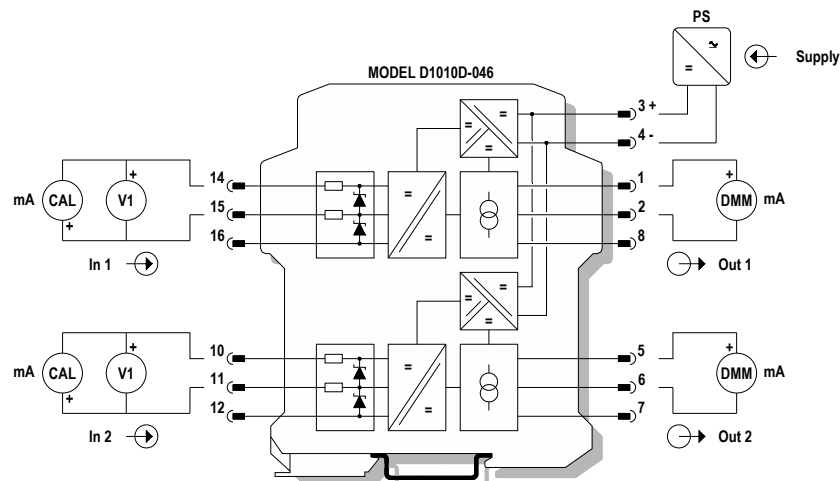 PS
Supply
MODEL D1010D-046
3 +
4 -
mA CAL
+
+
V1
14
15
16
In 1
1
2
8
+
DMM mA
Out 1
mA CAL
+
+
V1
10
11
12
In 2
5
6
7
+
DMM mA
Out 2